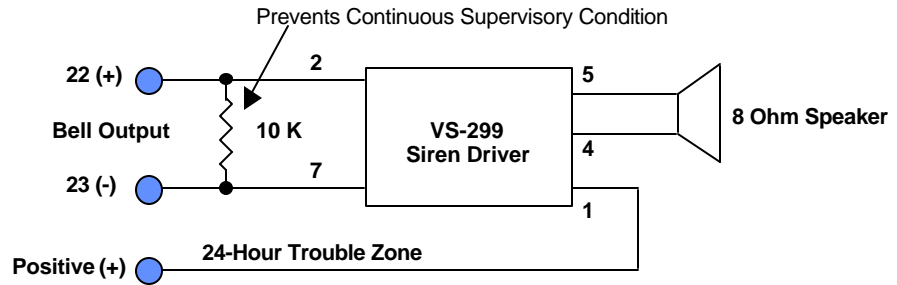 Prevents Continuous Supervisory Condition
22 (+)
2
5
Bell Output
10 K
VS-299
Siren Driver
8 Ohm Speaker
4
23 (-)
7
1
24-Hour Trouble Zone
Positive (+)